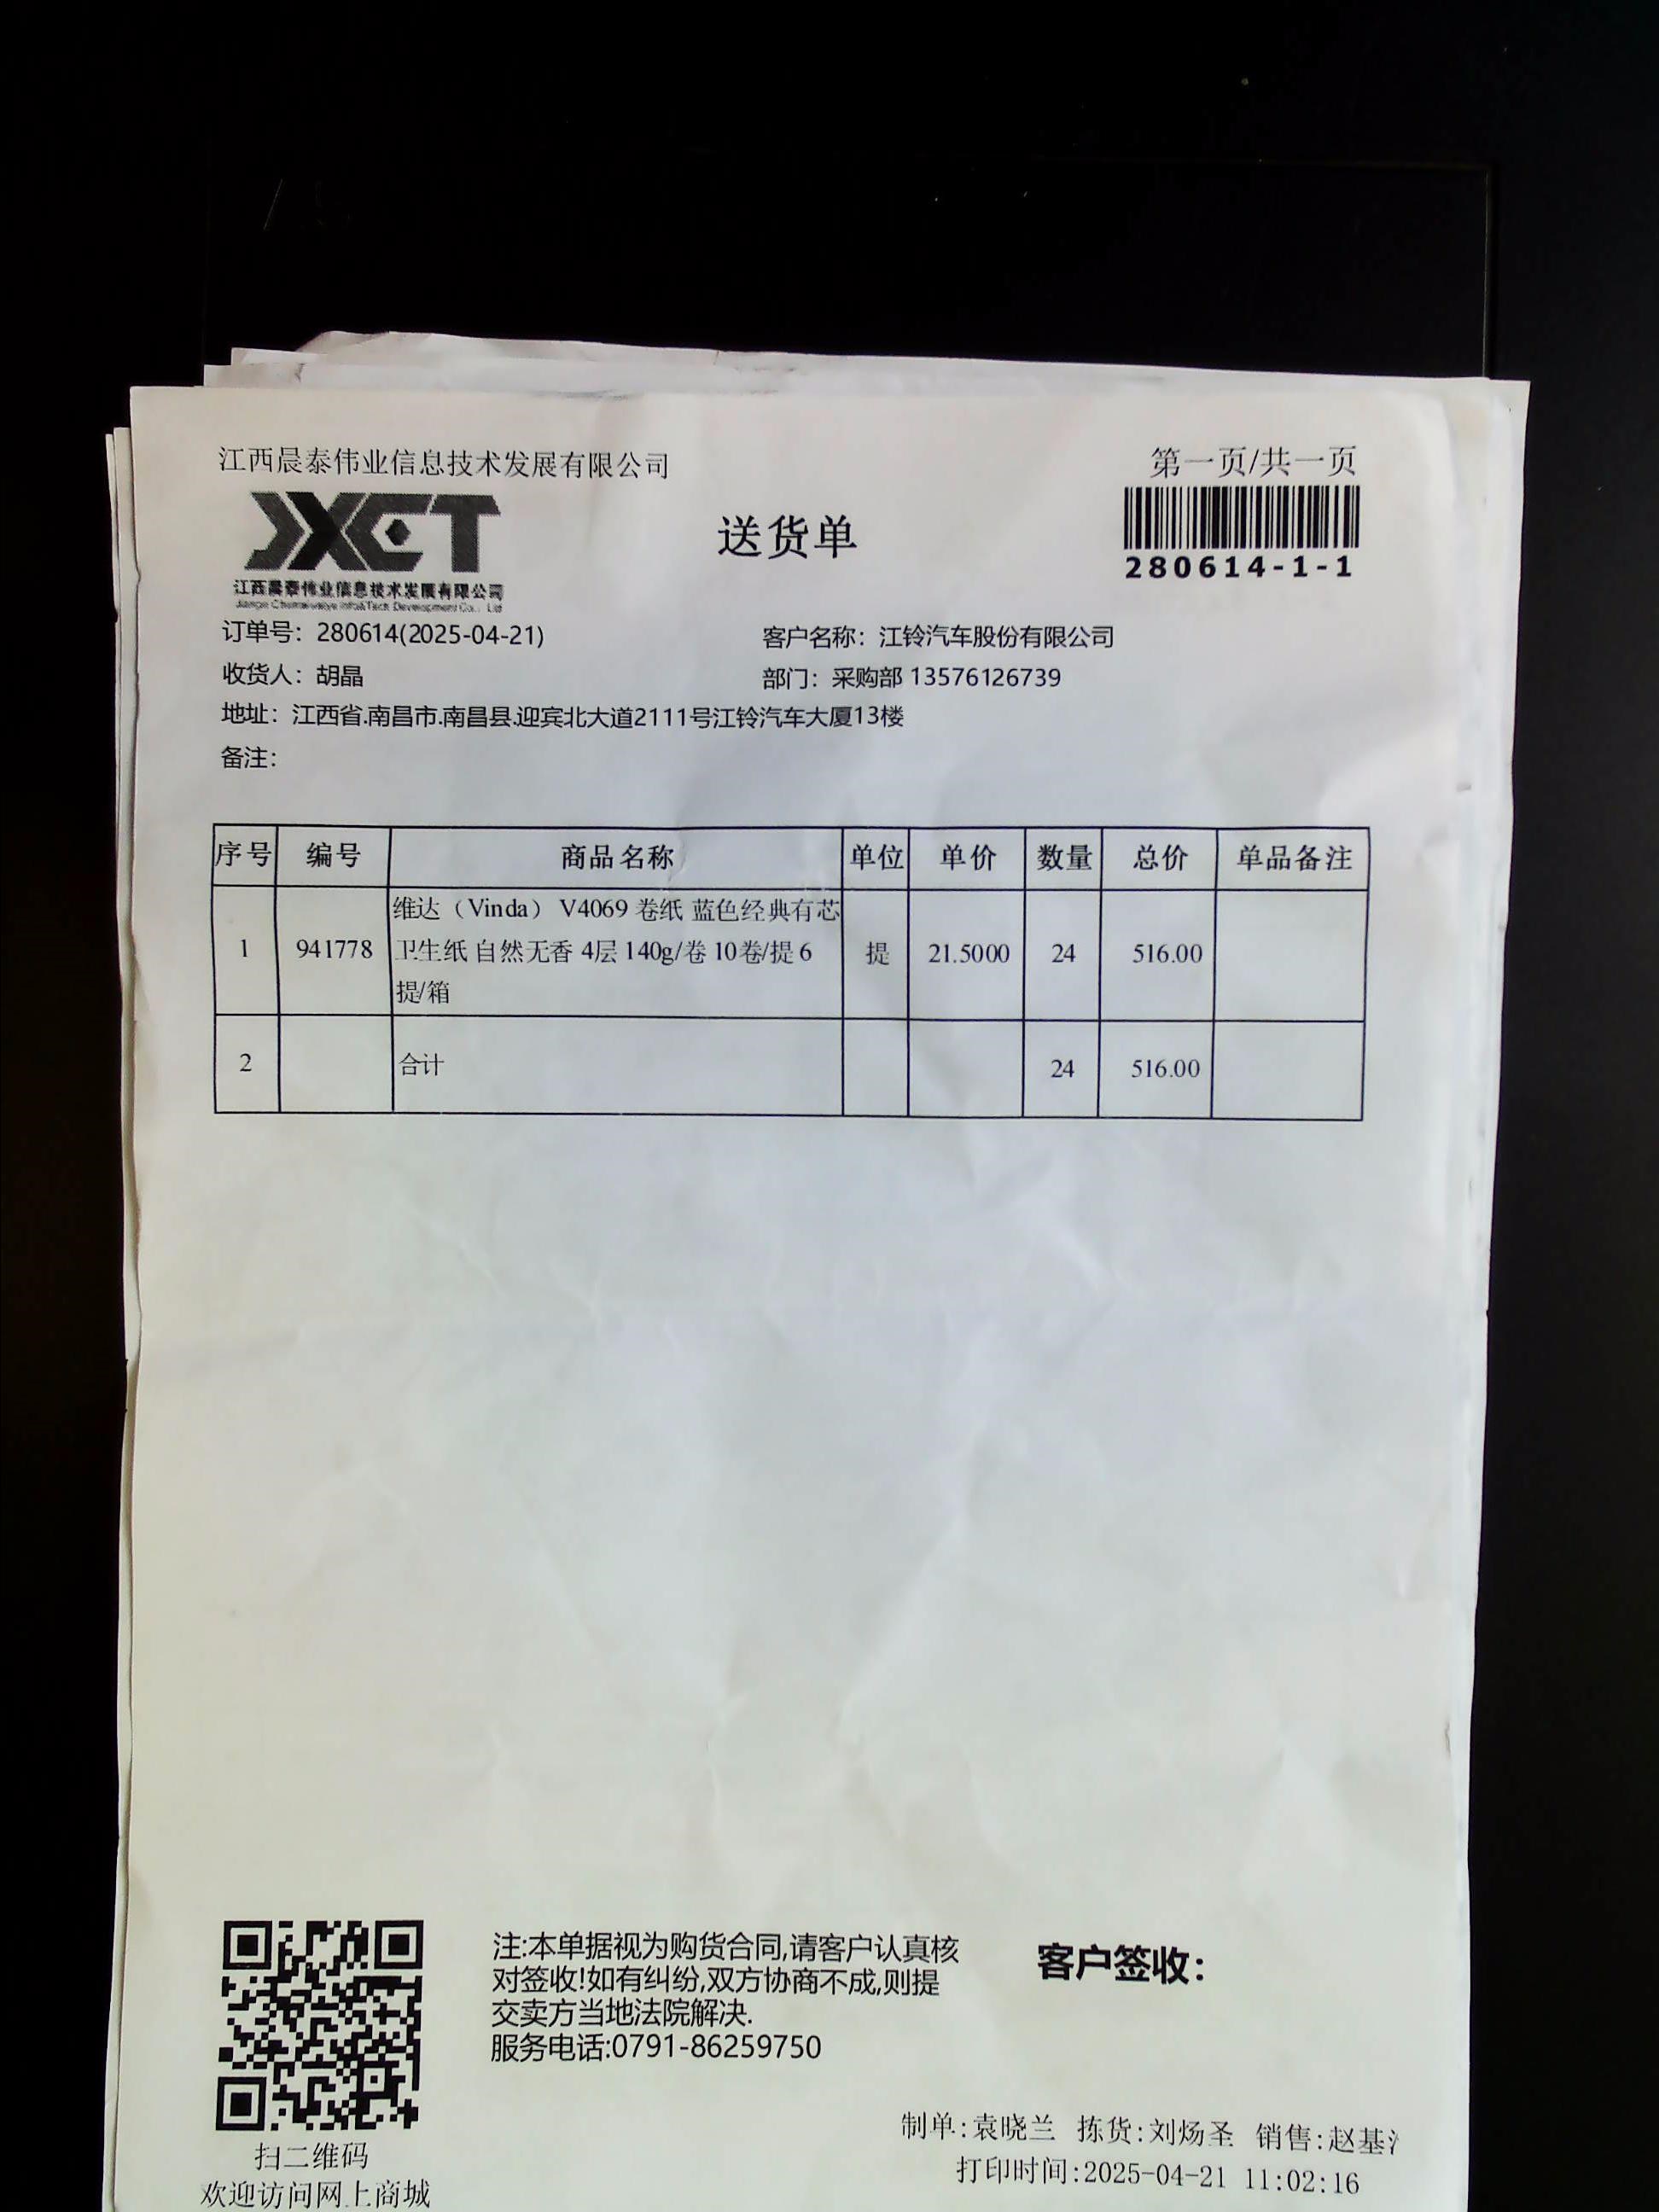 江西晨泰伟业信息技术发展有限公司
第一页/共一页
JXCT
江西晨泰伟业信息技术发展有限公司
送货单
280614-1-1
订单号：280614(2025-04-21)
客户名称：江铃汽车股份有限公司
收货人：胡晶
部门：采购部 13576126739
地址：江西省.南昌市.南昌县.迎宾北大道2111号江铃汽车大厦13楼
备注：
序号 编号 商品名称 单位 单价 数量 总价 单品备注
维达（Vinda） V4069 卷纸 蓝色经典有芯
1 941778 卫生纸 自然无香 4层 140g/卷 10卷/提 6 提 21.5000 24 516.00
提/箱
2 合计 24 516.00
注:本单据视为购货合同,请客户认真核
对签收!如有纠纷,双方协商不成,则提
交卖方当地法院解决.
服务电话:0791-86259750
客户签收：
扫二维码
欢迎访问网上商城
制单:袁晓兰 拣货:刘炀圣 销售:赵基
打印时间:2025-04-21 11:02:16